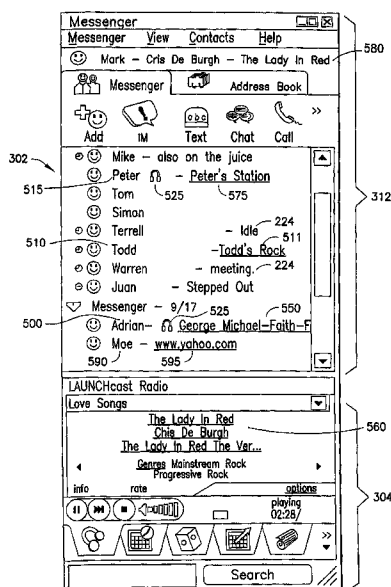 Messenger
Messenger View Contacts Help
Mark - Cris De Burgh - The Lady In Red
580
Messenger Address Book
Add IM Text Chat Call »
302
312
Mike - also on the juice
515 Peter - Peter's Station
Tom 525 575
Simon
Terrell - Idle 224
510 Todd -Todd's Rock 511
Warren - meeting. 224
Juan - Stepped Out
Messenger - 9/17 525 550
500 Adrian- George Michael-Faith-F
Moe - www.yahoo.com
590 595
LAUNCHcast Radio
Love Songs
The Lady In Red
Chis De Burgh
The Lady In Red The Ver...
560
Genres Mainstream Rock
Progressive Rock
304
info rate options
playing
02:28/
»
Search